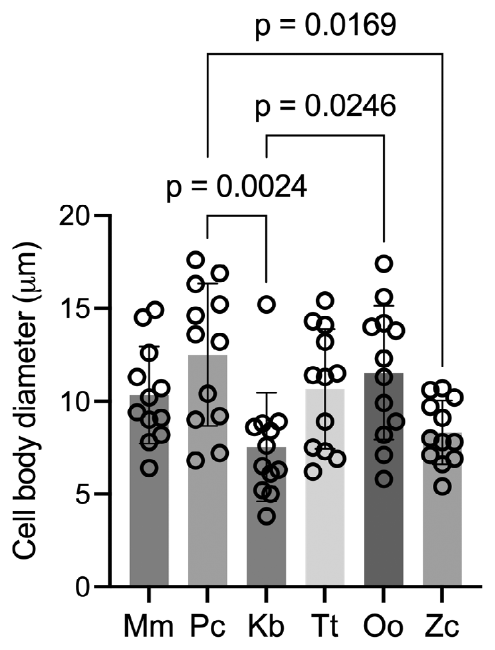 p = 0.0169
p = 0.0246
p = 0.0024
Cell body diameter (μm)
20
15
10
5
0
Mm Pc Kb Tt Oo Zc